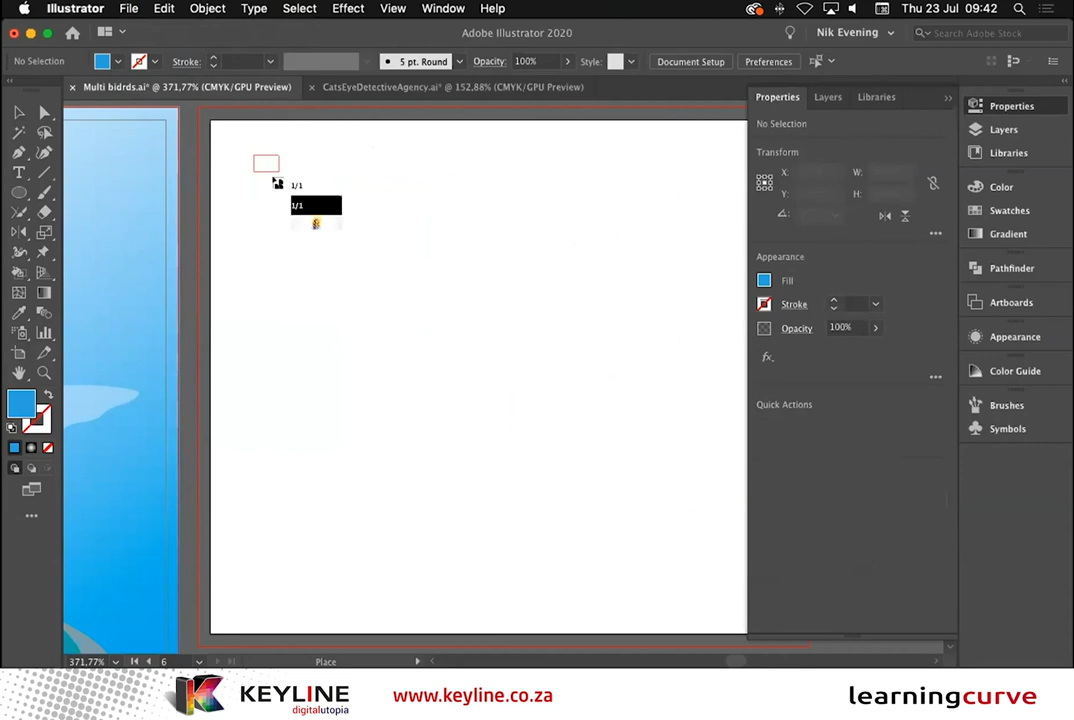 Illustrator File Edit Object Type Select Effect View Window Help Thu 23 Jul 09:42
Adobe Illustrator 2020 Nik Evening Search Adobe Stock
No Selection Stroke: 5 pt. Round Opacity: 100% Style: Document Setup Preferences
Multi bidrds.ai* @ 371,77% (CMYK/GPU Preview) CatsEyeDetectiveAgency.ai* @ 152,88% (CMYK/GPU Preview)
Properties Layers Libraries
No Selection
Transform
X: W:
Y: H:
Appearance
Fill
Stroke
Opacity 100%
fx.
Quick Actions
Properties
Layers
Libraries
Color
Swatches
Gradient
Pathfinder
Artboards
Appearance
Color Guide
Brushes
Symbols
1/1
1/1
371,77% 6 Place
KEYLINE
digitalutopia
www.keyline.co.za
learningcurve